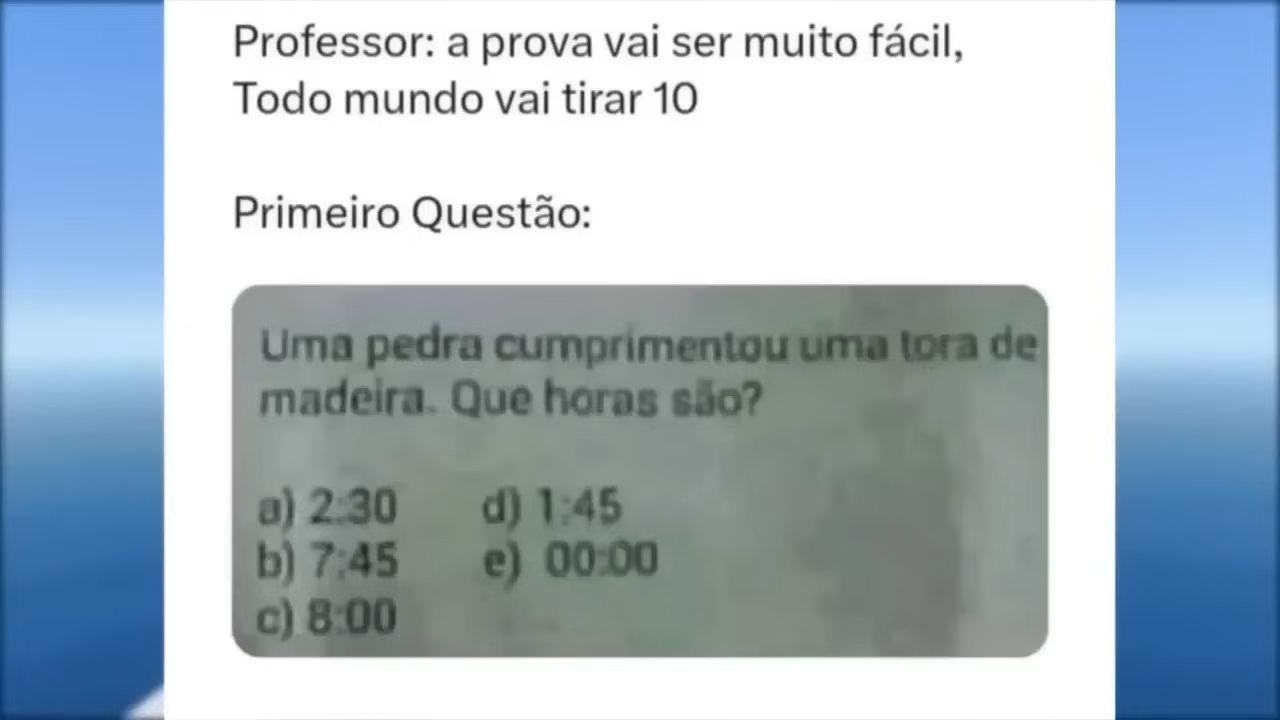 Professor: a prova vai ser muito fácil,
Todo mundo vai tirar 10
Primeiro Questão:
Uma pedra cumprimentou uma tora de
madeira. Que horas são?
a) 2:30 d) 1:45
b) 7:45 e) 00:00
c) 8:00